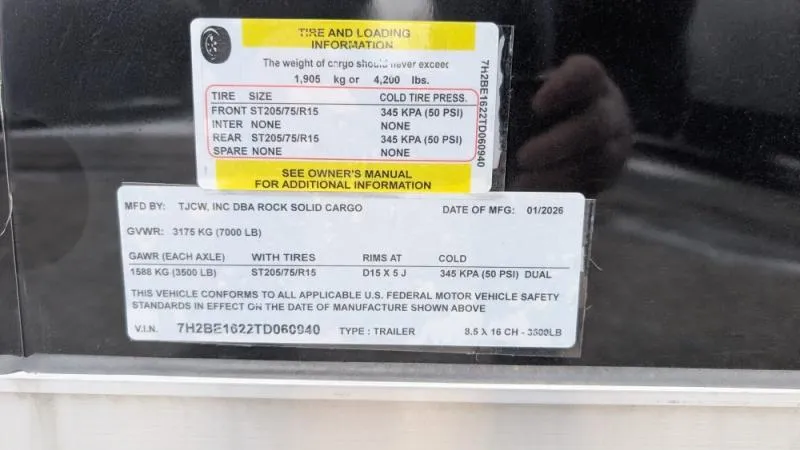 TIRE AND LOADING
INFORMATION
The weight of cargo should never exceed
1,905 kg or 4,200 lbs.
TIRE SIZE COLD TIRE PRESS.
FRONT ST205/75/R15 345 KPA (50 PSI)
INTER NONE NONE
REAR ST205/75/R15 345 KPA (50 PSI)
SPARE NONE NONE
SEE OWNER'S MANUAL
FOR ADDITIONAL INFORMATION
7H2BE1622TD060940
MFD BY: TJCW, INC DBA ROCK SOLID CARGO DATE OF MFG: 01/2026
GVWR: 3175 KG (7000 LB)
GAWR (EACH AXLE) WITH TIRES RIMS AT COLD
1588 KG (3500 LB) ST205/75/R15 D15 X 5 J 345 KPA (50 PSI) DUAL
THIS VEHICLE CONFORMS TO ALL APPLICABLE U.S. FEDERAL MOTOR VEHICLE SAFETY
STANDARDS IN EFFECT ON THE DATE OF MANUFACTURE SHOWN ABOVE
V.I.N. 7H2BE1622TD060940 TYPE: TRAILER 8.5 X 16 CH - 3500LB